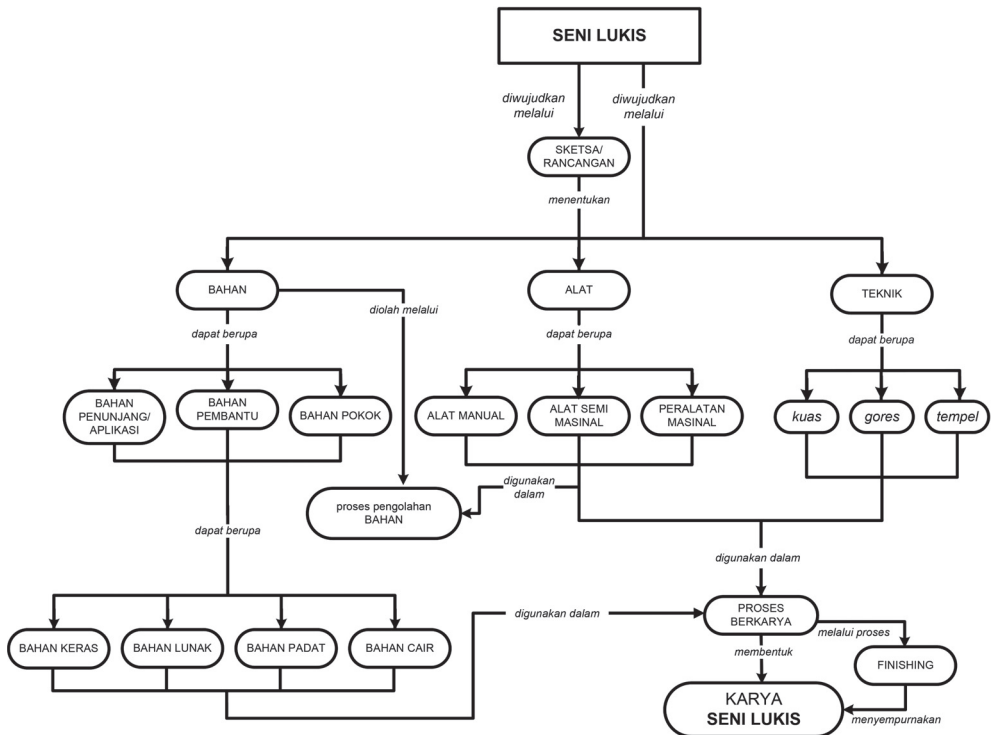 SENI LUKIS
diwujudkan
melalui
diwujudkan
melalui
SKETSA/
RANCANGAN
menentukan
BAHAN
ALAT
TEKNIK
diolah melalui
dapat berupa
dapat berupa
dapat berupa
BAHAN
PENUNJANG/
APLIKASI
BAHAN
PEMBANTU
BAHAN POKOK
ALAT MANUAL
ALAT SEMI
MASINAL
PERALATAN
MASINAL
kuas
gores
tempel
proses pengolahan
BAHAN
digunakan
dalam
dapat berupa
digunakan dalam
BAHAN KERAS
BAHAN LUNAK
BAHAN PADAT
BAHAN CAIR
digunakan dalam
PROSES
BERKARYA
melalui proses
membentuk
FINISHING
KARYA
SENI LUKIS
menyempurnakan